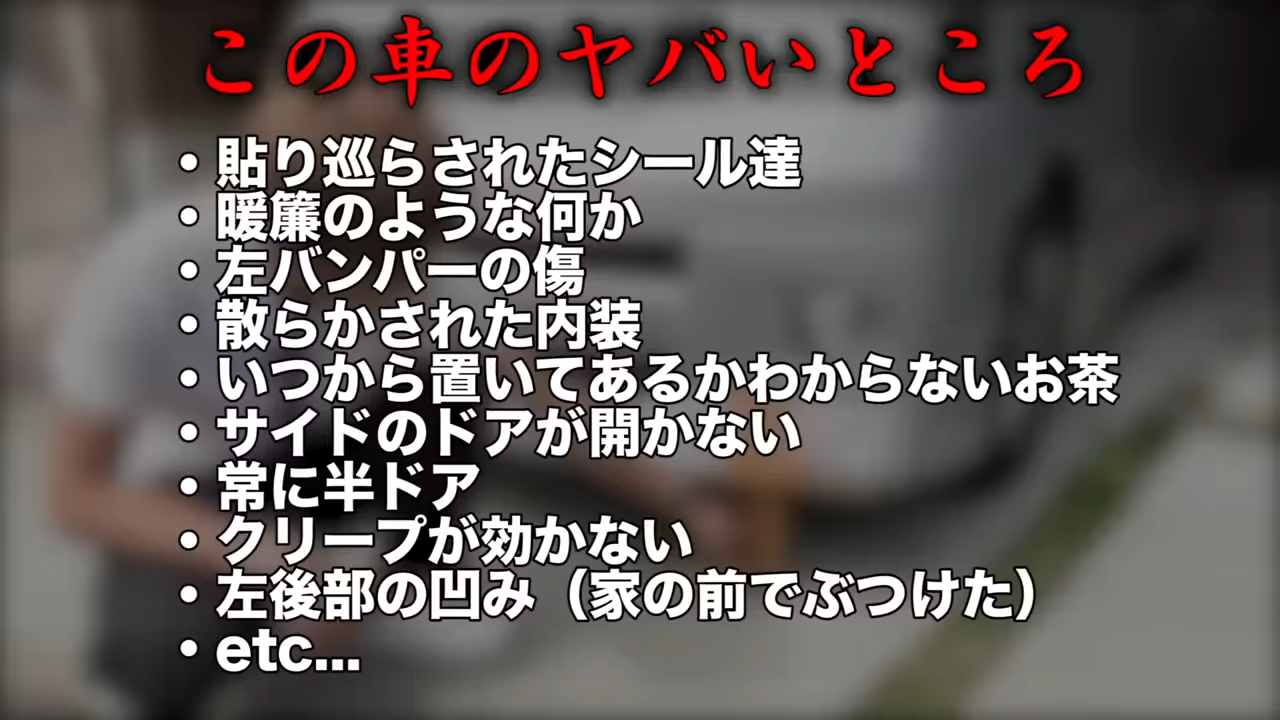 この車のヤバいところ
・貼り巡らされたシール達
・暖簾のような何か
・左バンパーの傷
・散らかされた内装
・いつから置いてあるかわからないお茶
・サイドのドアが開かない
・常に半ドア
・クリープが効かない
・左後部の凹み（家の前でぶつけた）
・etc...